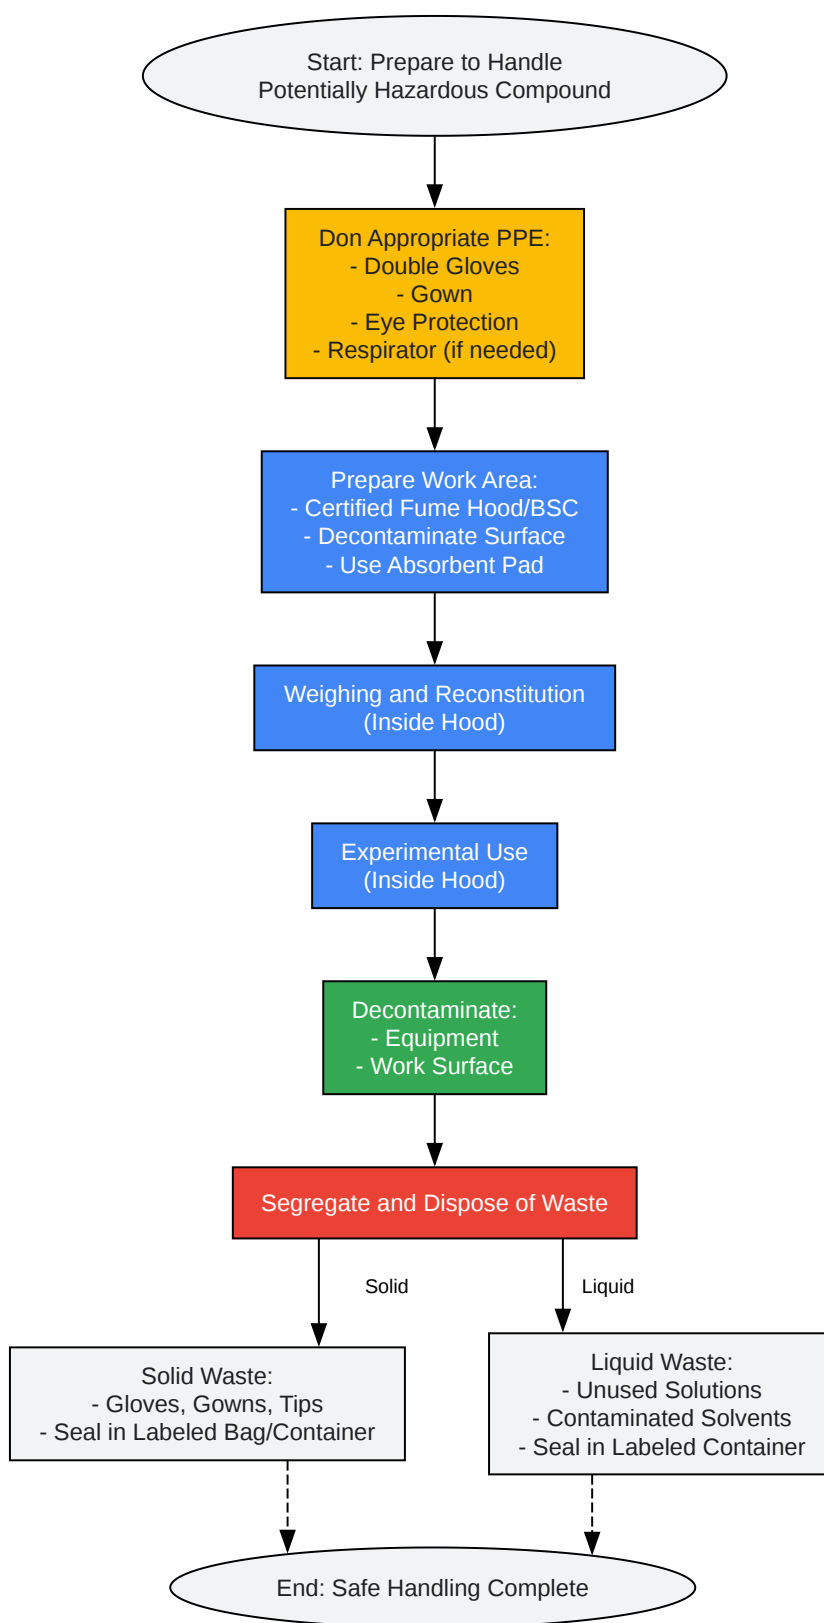 Start: Prepare to Handle
Potentially Hazardous Compound
Don Appropriate PPE:
- Double Gloves
- Gown
- Eye Protection
- Respirator (if needed)
Prepare Work Area:
- Certified Fume Hood/BSC
- Decontaminate Surface
- Use Absorbent Pad
Weighing and Reconstitution
(Inside Hood)
Experimental Use
(Inside Hood)
Decontaminate:
- Equipment
- Work Surface
Segregate and Dispose of Waste
Solid
Liquid
Solid Waste:
- Gloves, Gowns, Tips
- Seal in Labeled Bag/Container
Liquid Waste:
- Unused Solutions
- Contaminated Solvents
- Seal in Labeled Container
End: Safe Handling Complete